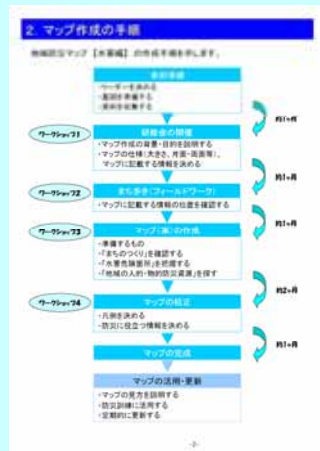 2. マップ作成の手順
地域防災マップ【水害編】の作成手順を示します。
事前準備
・リーダーを決める
・資料を収集する
約1ヶ月
ワークショップ1
研修会の開催
・マップ作成の背景・目的を説明する
・マップの仕様(大きさ、片面・両面等)、
マップに記載する情報を決める
約1ヶ月
ワークショップ2
まち歩き(フィールドワーク)
・マップに記載する情報の位置を確認する
約1ヶ月
ワークショップ3
マップ(案)の作成
・準備するもの
・「まちのつくり」を確認する
・「水害危険箇所」を把握する
・「地域の人的・物的防災資源」を探す
約2ヶ月
ワークショップ4
マップの校正
・凡例を決める
・防災に役立つ情報を決める
約1ヶ月
マップの完成
マップの活用・更新
・マップの見方を説明する
・防災訓練に活用する
・定期的に更新する
-2-